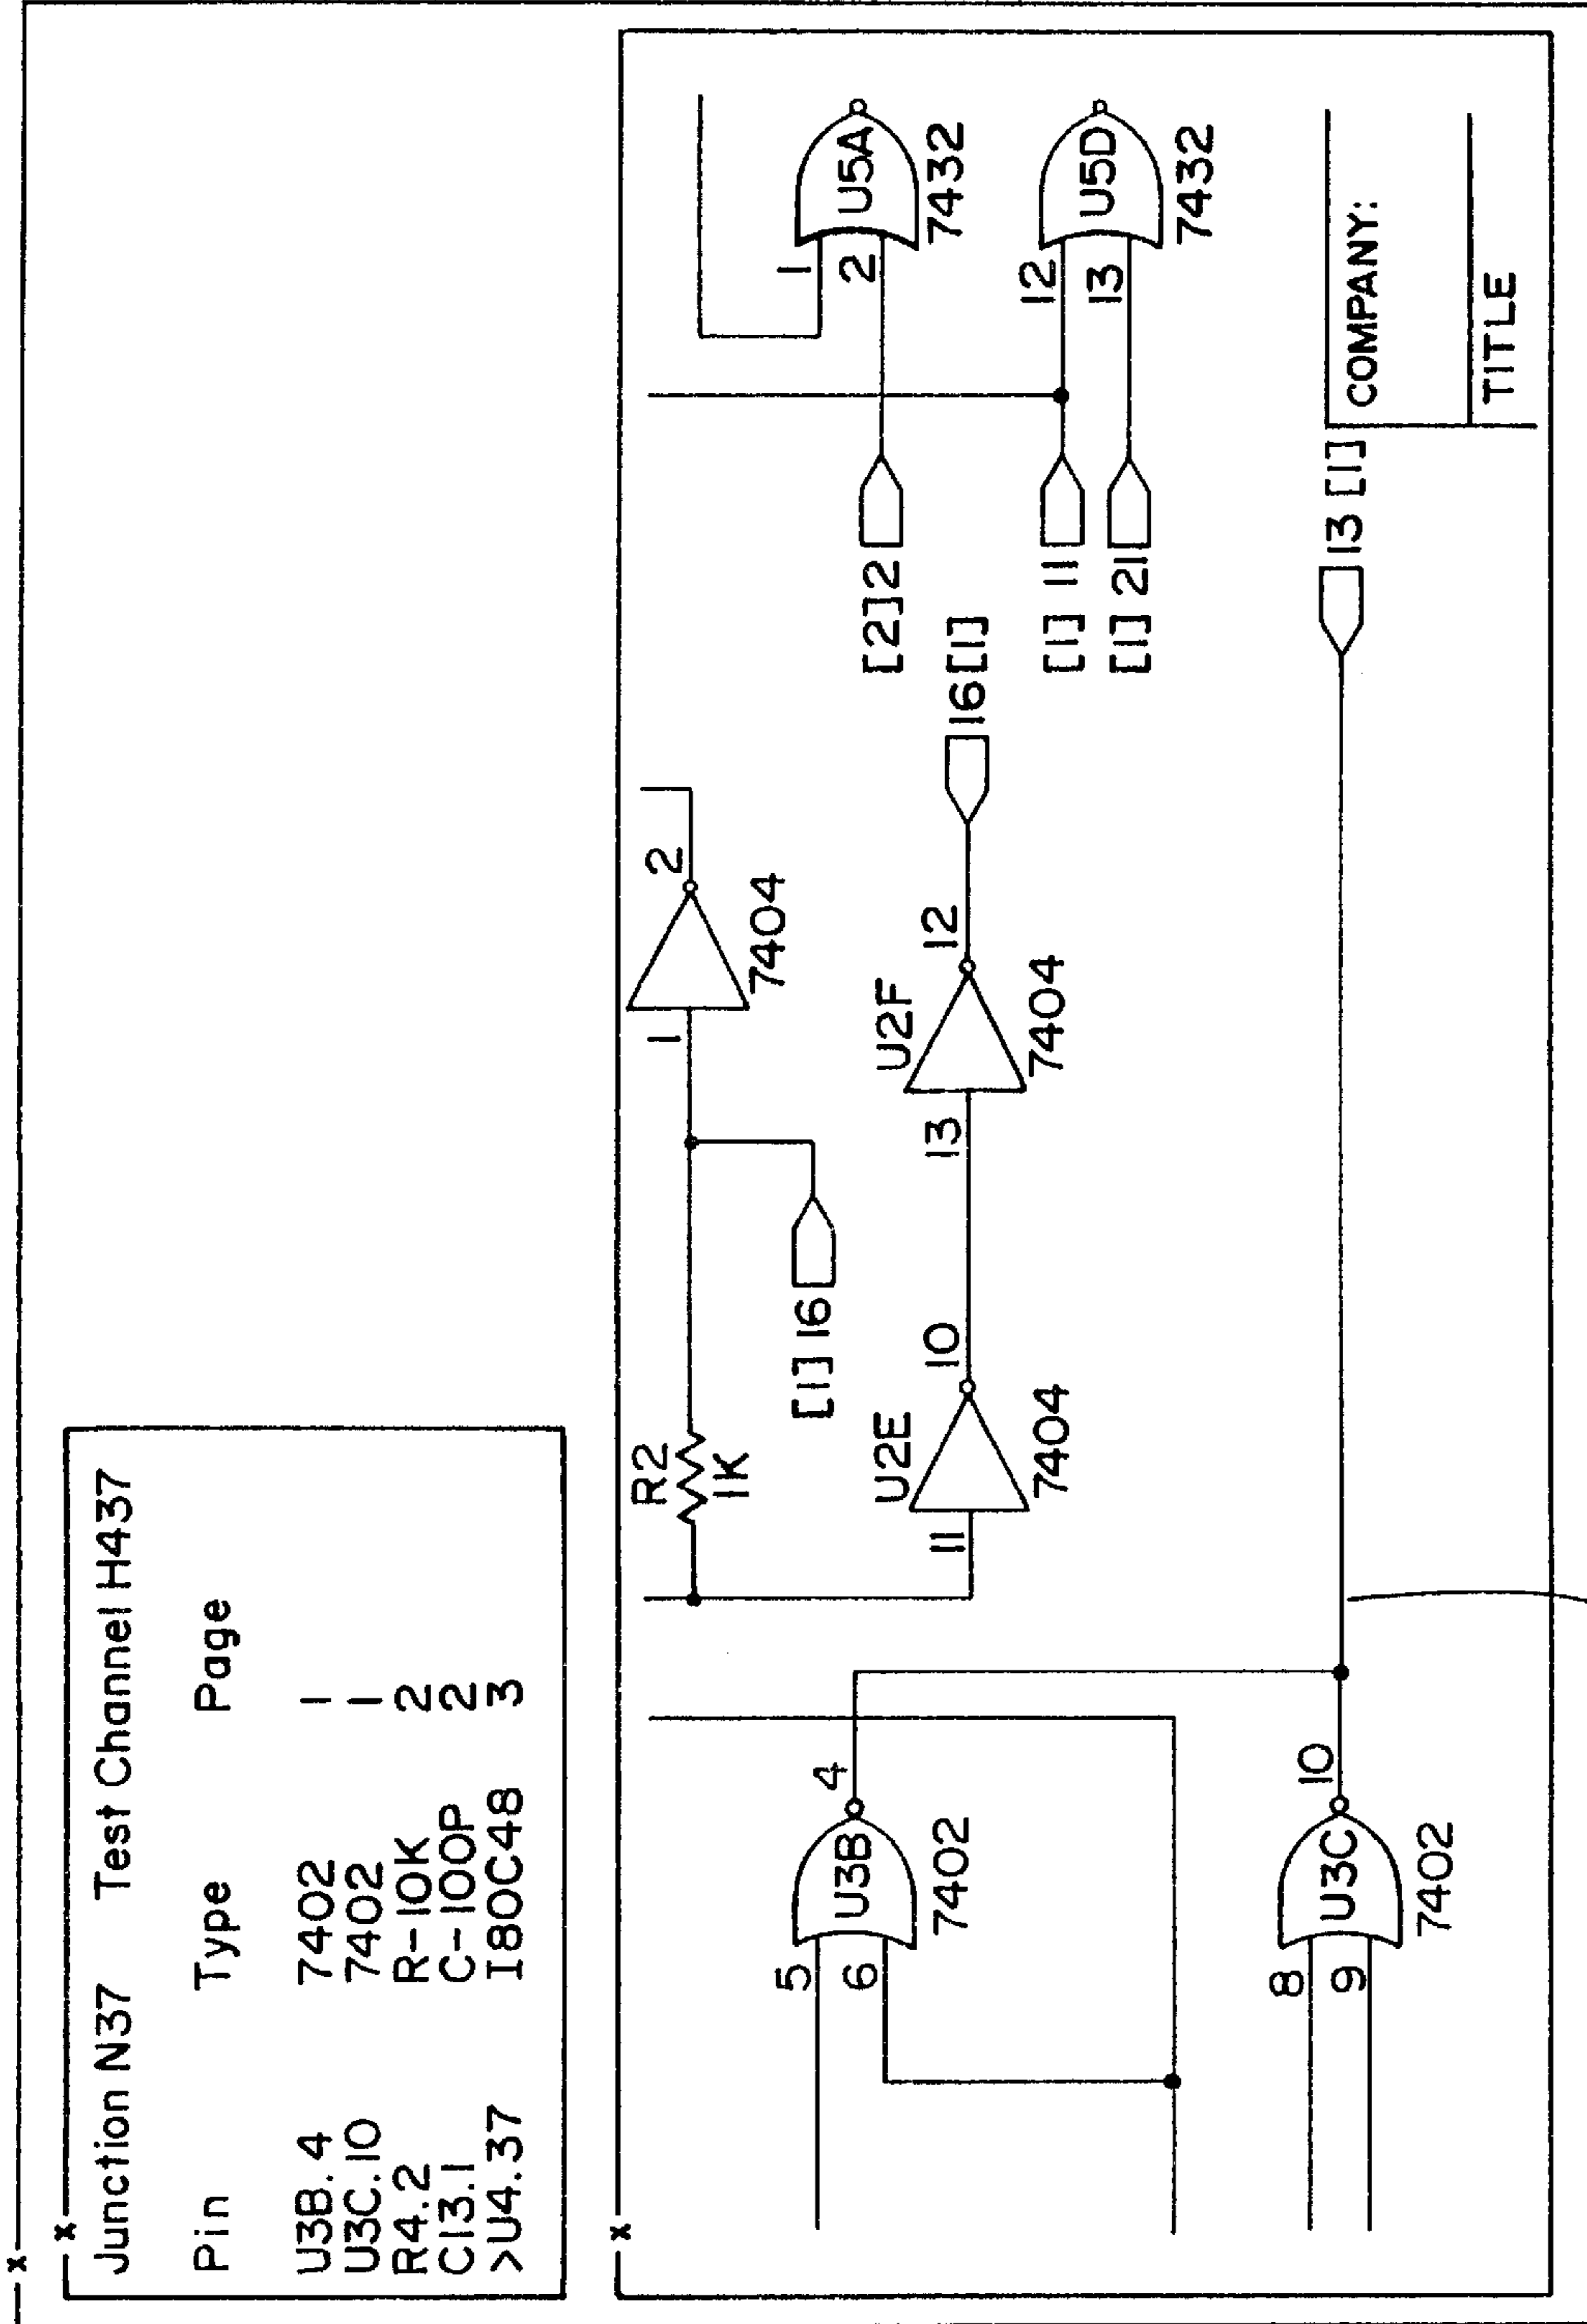 Junction N37 Test Channel H437
Pin Type Page
U3B.4 7402 1
U3C.10 7402 1
R4.2 R-10K 2
C13.1 C-100P 2
>U4.37 I80C48 3
R2
1K
1
2
7404
[1] 16
5
6
U3B
4
7402
U2E
11
10
7404
U2F
13
12
7404
16[1]
1
2
U5A
7432
[2]2
12
13
U5D
7432
[1] 11
[1] 21
8
9
U3C
10
7402
13 [1]
COMPANY:
TITLE